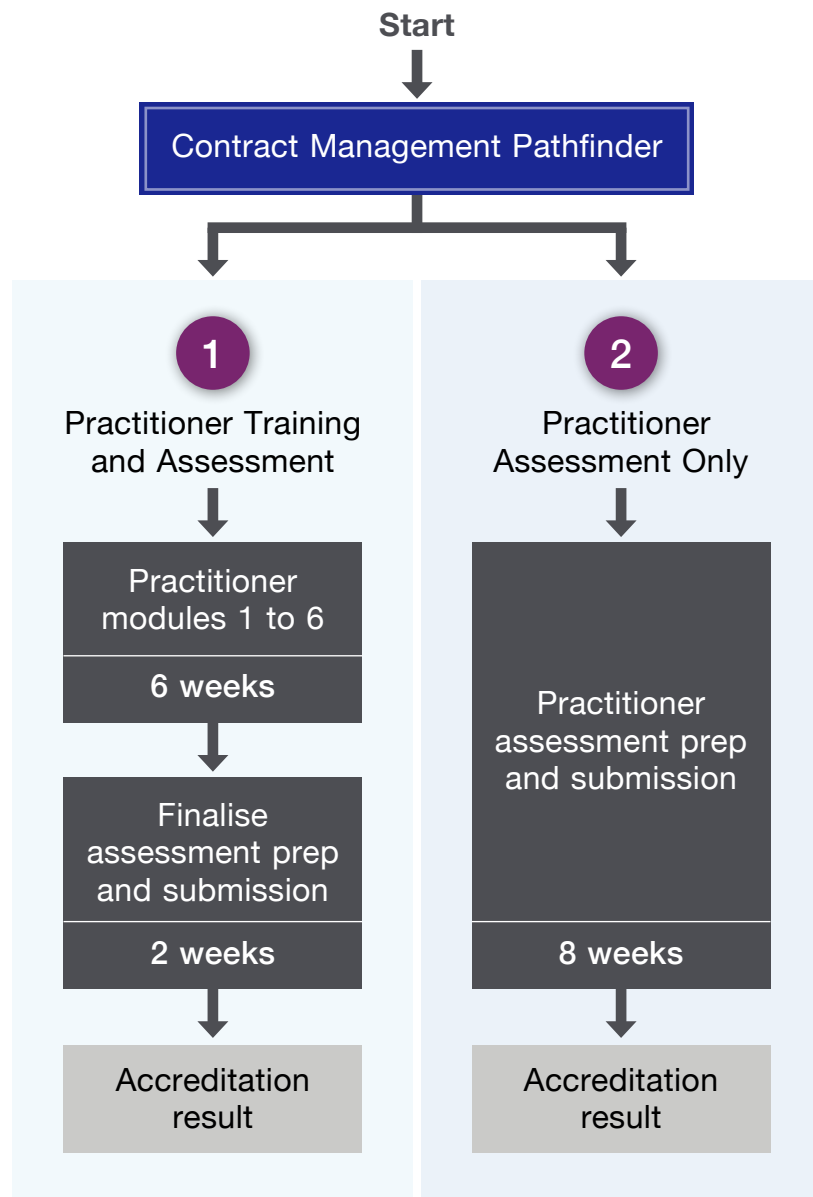 Start
Contract Management Pathfinder
1
Practitioner Training
and Assessment
Practitioner
modules 1 to 6
6 weeks
Finalise
assessment prep
and submission
2 weeks
Accreditation
result
2
Practitioner
Assessment Only
Practitioner
assessment prep
and submission
8 weeks
Accreditation
result